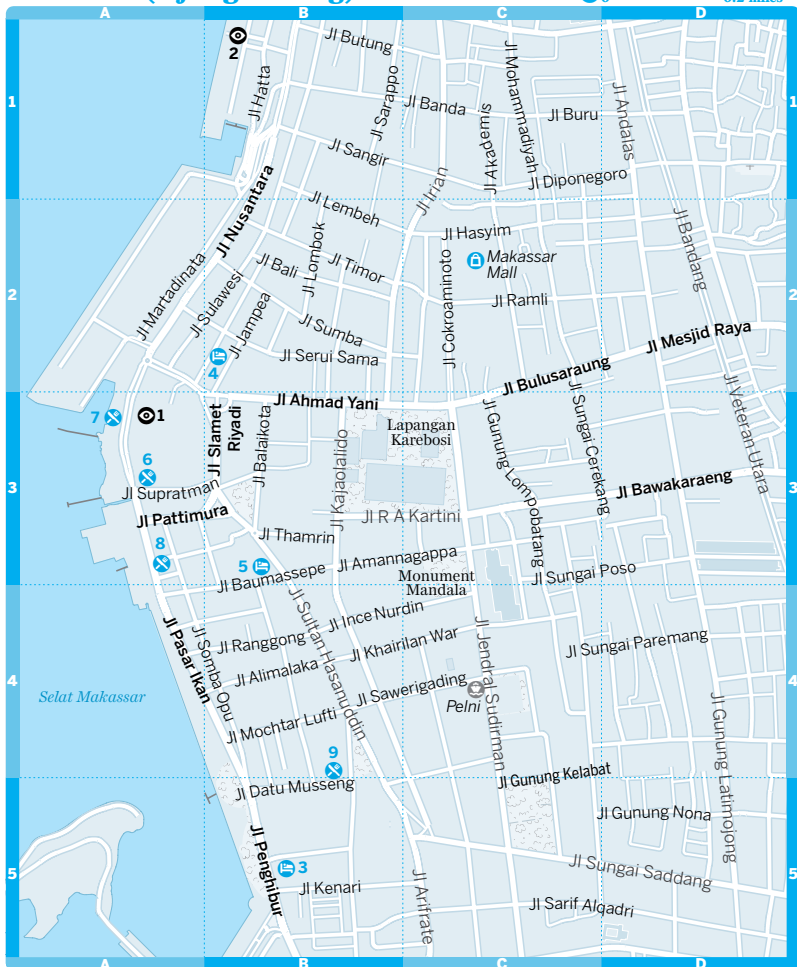 A
B
C
D
2
Jl Butung
Jl Hatta
Jl Sarappo
Jl Banda
Jl Akademis
Jl Mohammadiyah
Jl Buru
Jl Andalas
1
1
Jl Sangir
Jl Irian
Jl Diponegoro
Jl Nusantara
Jl Lembeh
Jl Hasyim
Jl Bandang
Makassar
Mall
Jl Martadinata
Jl Sulawesi
Jl Bali
Jl Lombok
Jl Timor
Jl Cokroaminoto
Jl Ramli
2
2
Jl Jampea
Jl Sumba
Jl Serui Sama
4
Jl Mesjid Raya
Jl Bulusaraung
Jl Ahmad Yani
7
1
Jl Slamet
Riyadi
Jl Balaikota
Jl Kajaolalido
Lapangan
Karebosi
Jl Gunung Lompobatang
Jl Sungai Cerekang
Jl Veteran Utara
6
3
3
Jl Supratman
Jl Pattimura
Jl Bawakaraeng
Jl R A Kartini
Jl Thamrin
8
5
Jl Baumassepe
Jl Amannagappa
Monument
Mandala
Jl Sungai Poso
Jl Pasar Ikan
Jl Somba Opu
Jl Sultan Hasanuddin
Jl Ince Nurdin
Jl Ranggong
Jl Khairilan War
Jl Jendral Sudirman
Jl Sungai Paremang
Jl Alimalaka
4
4
Selat Makassar
Jl Sawerigading
Pelni
Jl Mochtar Lufti
Jl Gunung Latimojong
9
Jl Gunung Kelabat
Jl Datu Musseng
Jl Gunung Nona
Jl Penghibur
3
Jl Kenari
Jl Arifrate
Jl Sungai Saddang
Jl Sarif Alqadri
5
5
A
B
C
D